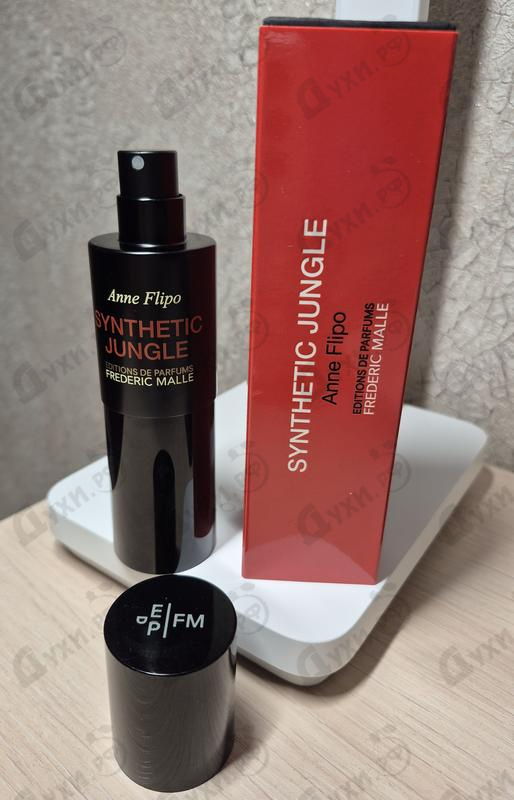 Anne Flipo
SYNTHETIC
JUNGLE
EDITIONS DE PARFUMS
FREDERIC MALLE
SYNTHETIC JUNGLE
Anne Flipo
EDITIONS DE PARFUMS
FREDERIC MALLE
E
d
P
FM
Духи.рф